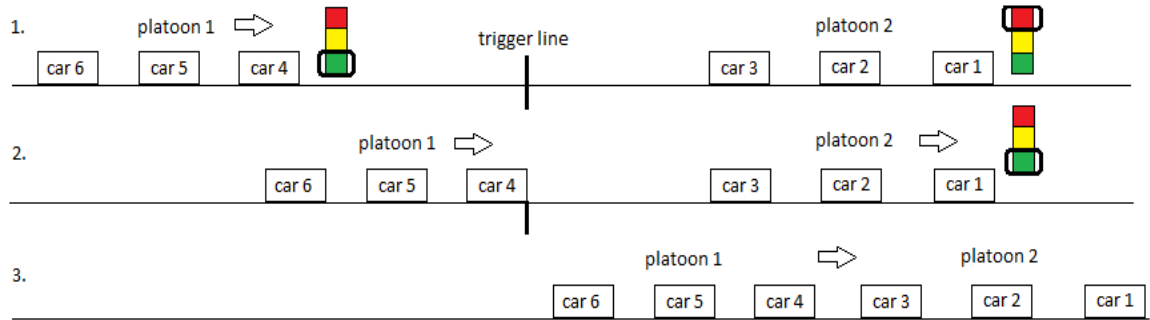 1.
platoon 1
trigger line
platoon 2
car 6 car 5 car 4 car 3 car 2 car 1
2.
platoon 1 platoon 2
car 6 car 5 car 4 car 3 car 2 car 1
3.
platoon 1 platoon 2
car 6 car 5 car 4 car 3 car 2 car 1